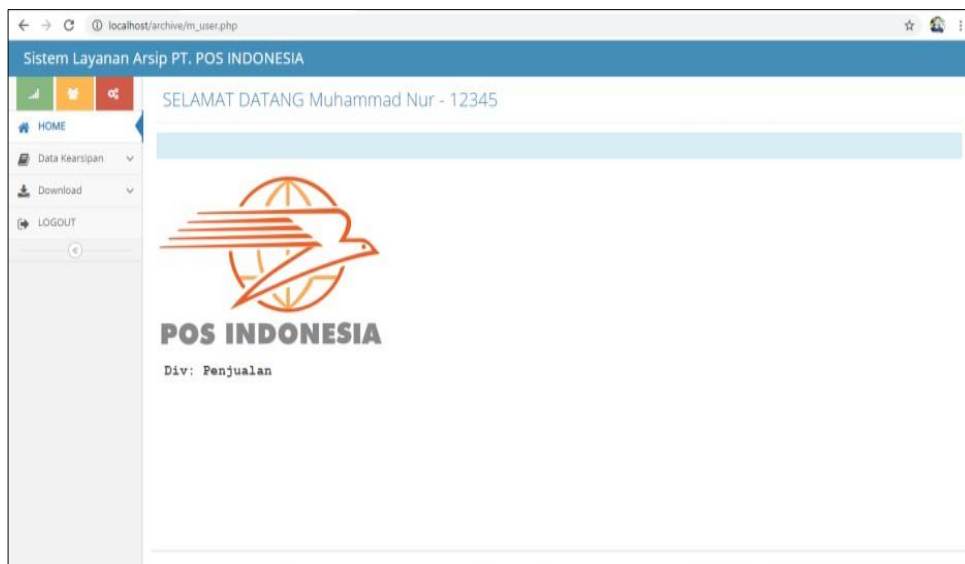 localhost/archive/m_user.php
Sistem Layanan Arsip PT. POS INDONESIA
SELAMAT DATANG Muhammad Nur - 12345
HOME
Data Kearsipan
Download
LOGOUT
POS INDONESIA
Div: Penjualan